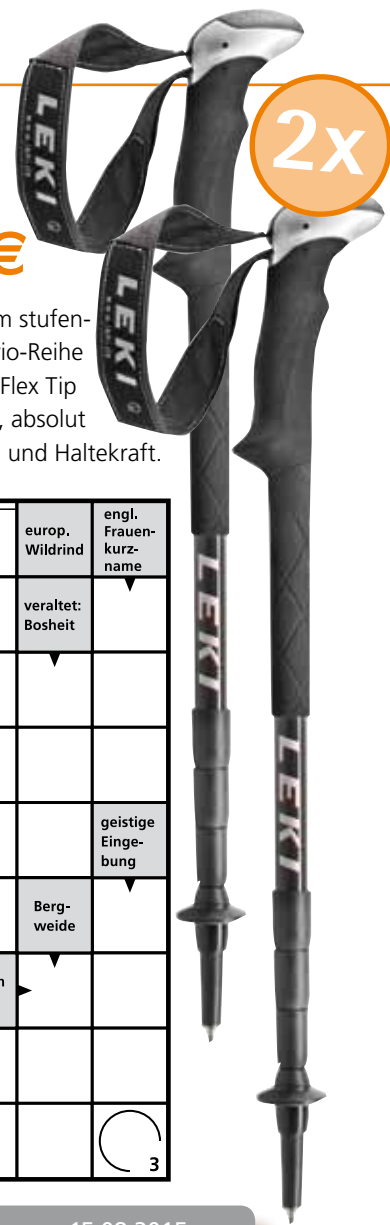 LEKI
2x
€
LEKI
m stufen-
rio-Reihe
Flex Tip
, absolut
und Haltekraft.
europ.
Wildrind
engl.
Frauen-
kurz-
name
veraltet:
Bosheit
LEKI
LEKI
geistige
Einge-
bung
Berg-
weide
n
3